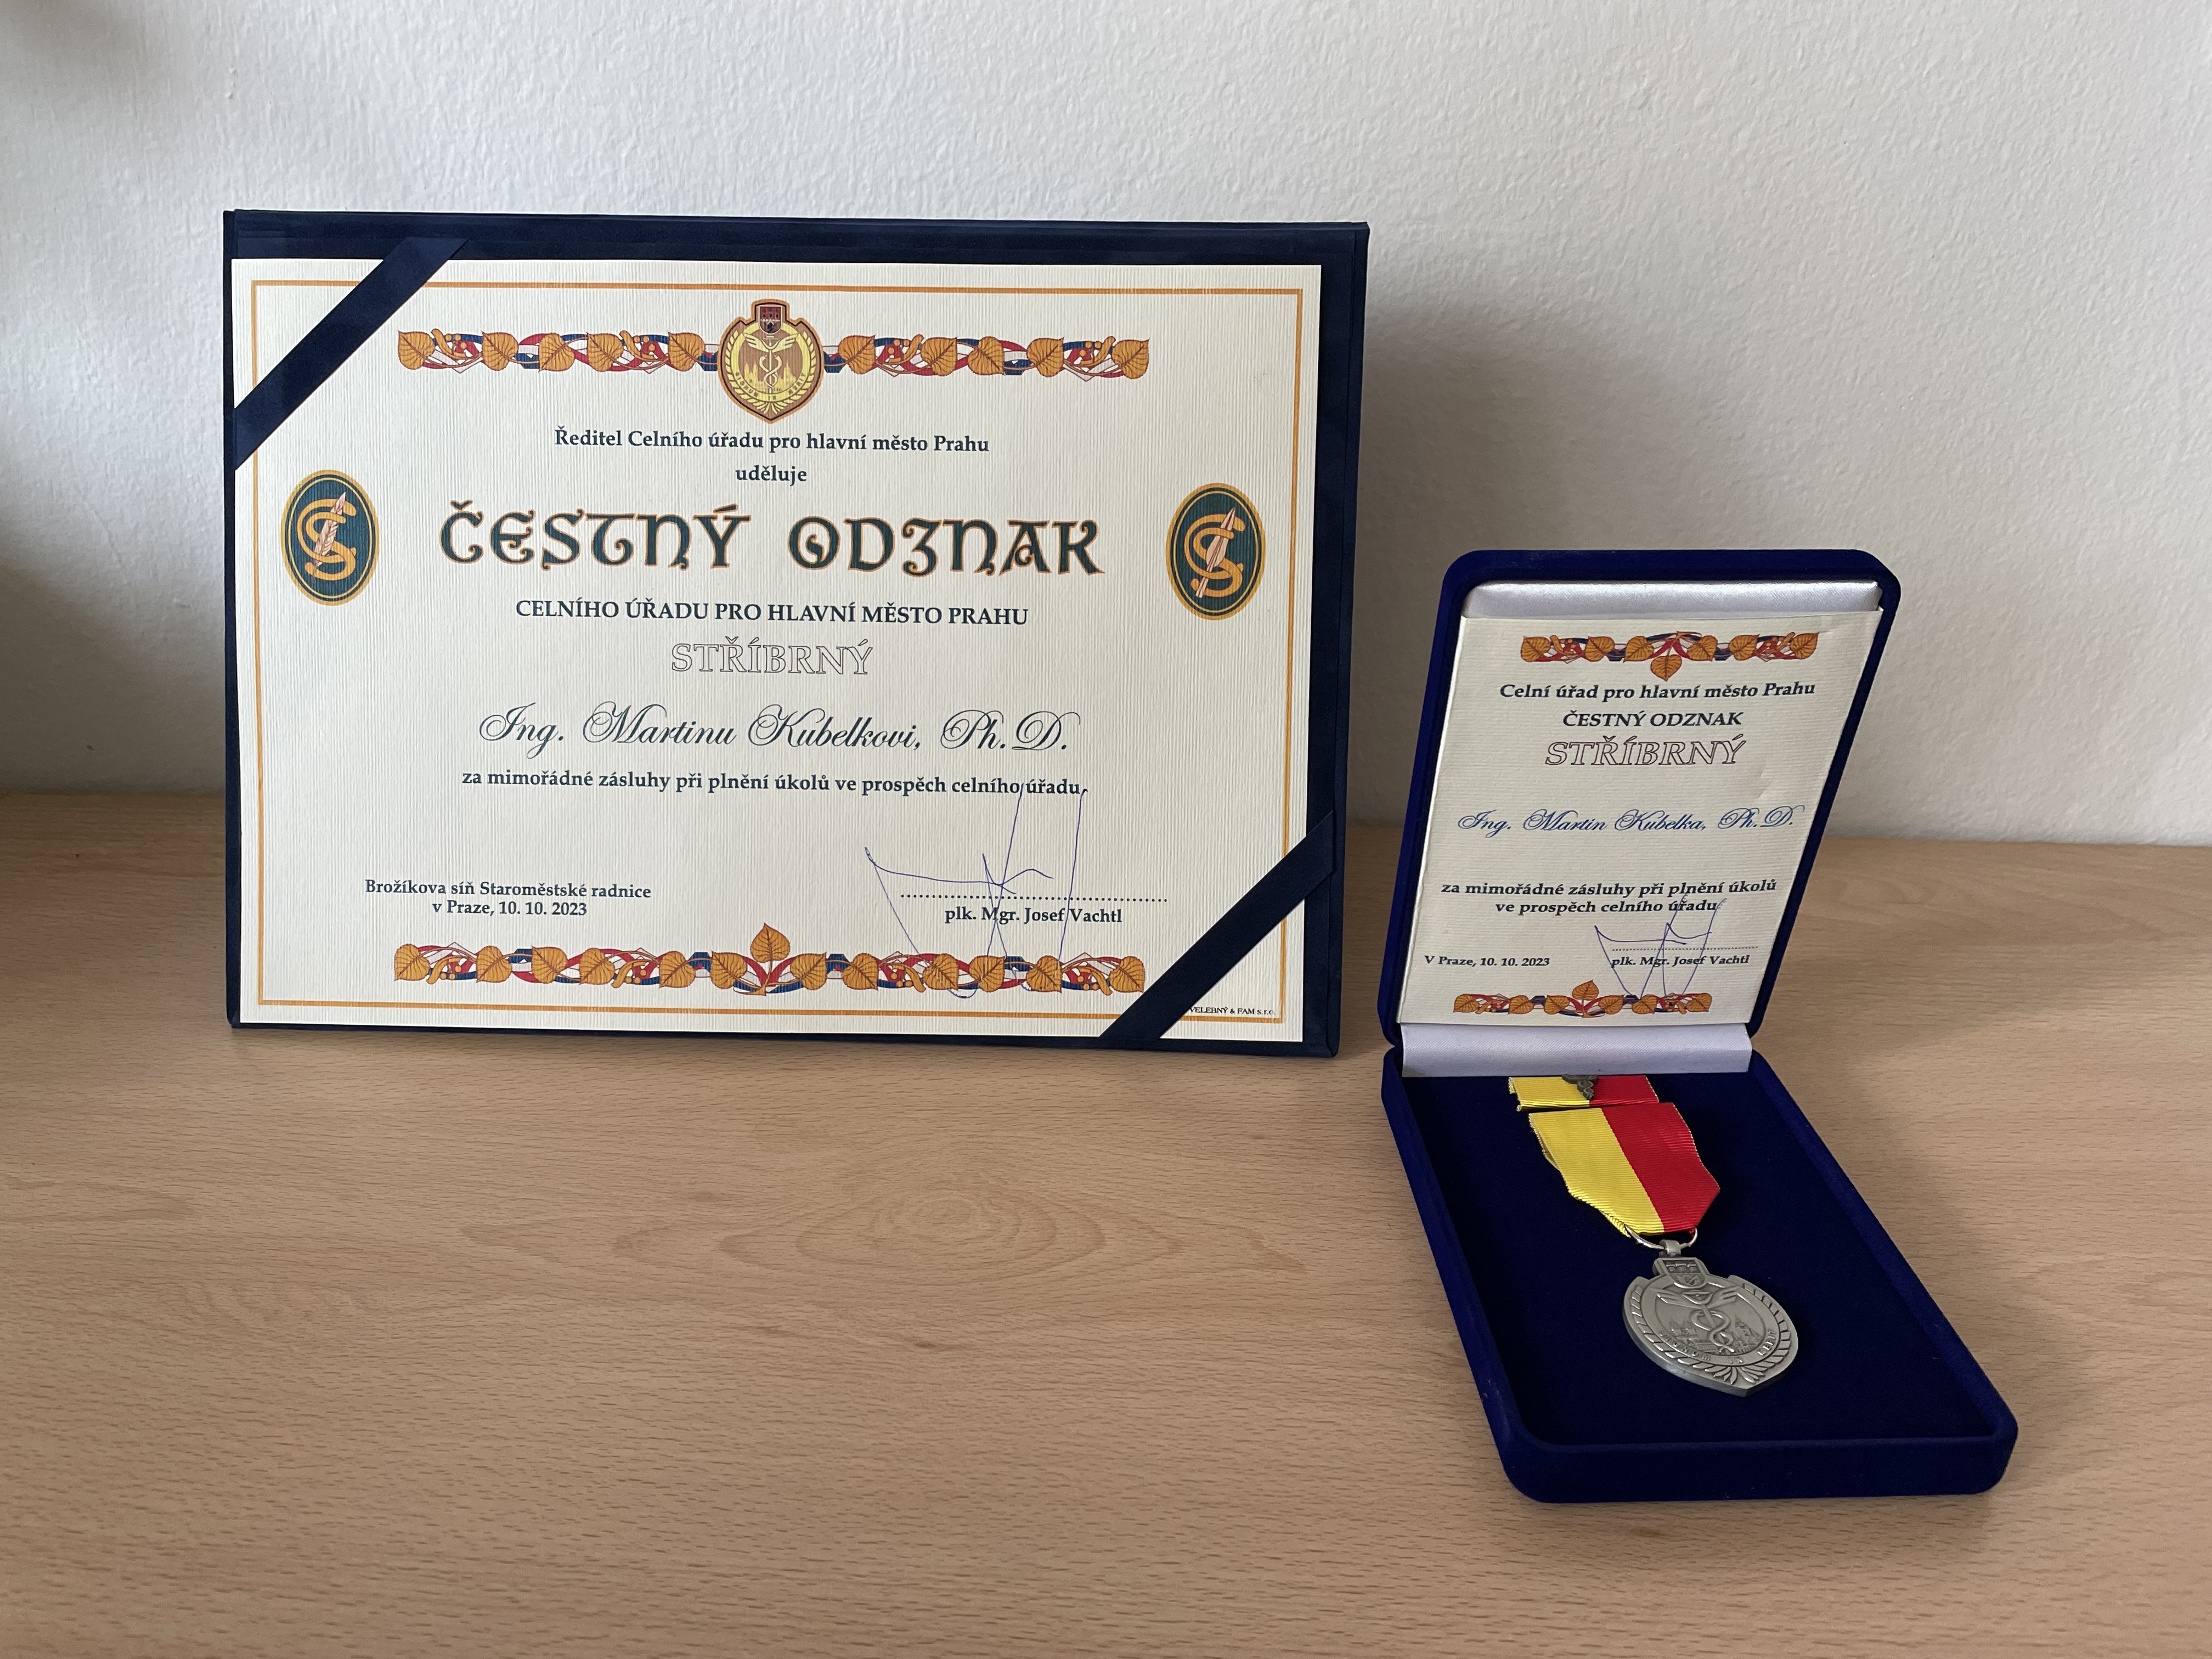 Ředitel Celního úřadu pro hlavní město Prahu
uděluje
ČESTNÝ ODZNAK
CELNÍHO ÚŘADU PRO HLAVNÍ MĚSTO PRAHU
STŘÍBRNÝ
Ing. Martinu Kubelkovi, Ph.D.
za mimořádné zásluhy při plnění úkolů ve prospěch celního úřadu
Brožíkova síň Staroměstské radnice
v Praze, 10. 10. 2023
plk. Mgr. Josef Vachtl
VELEBNÝ & FAM s.r.o.
Celní úřad pro hlavní město Prahu
ČESTNÝ ODZNAK
STŘÍBRNÝ
Ing. Martin Kubelka, Ph.D.
za mimořádné zásluhy při plnění úkolů
ve prospěch celního úřadu
V Praze, 10. 10. 2023
plk. Mgr. Josef Vachtl